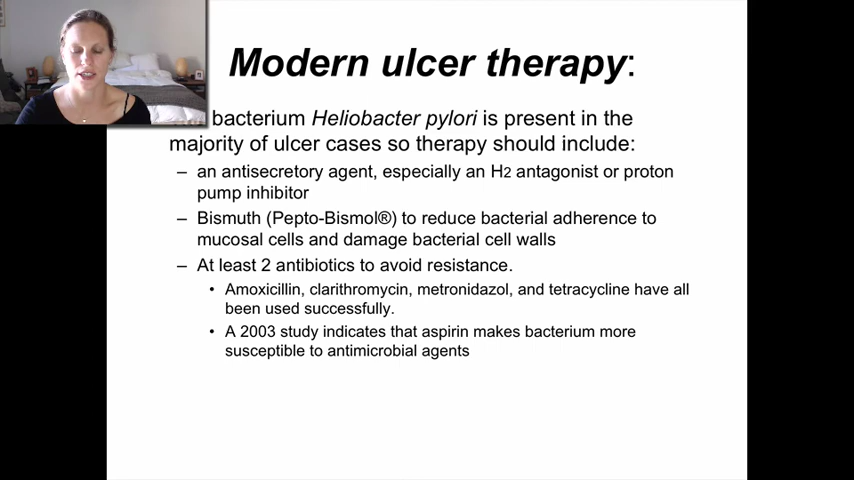 Modern ulcer therapy:
bacterium Heliobacter pylori is present in the
majority of ulcer cases so therapy should include:
– an antisecretory agent, especially an H2 antagonist or proton
pump inhibitor
– Bismuth (Pepto-Bismol®) to reduce bacterial adherence to
mucosal cells and damage bacterial cell walls
– At least 2 antibiotics to avoid resistance.
• Amoxicillin, clarithromycin, metronidazol, and tetracycline have all
been used successfully.
• A 2003 study indicates that aspirin makes bacterium more
susceptible to antimicrobial agents